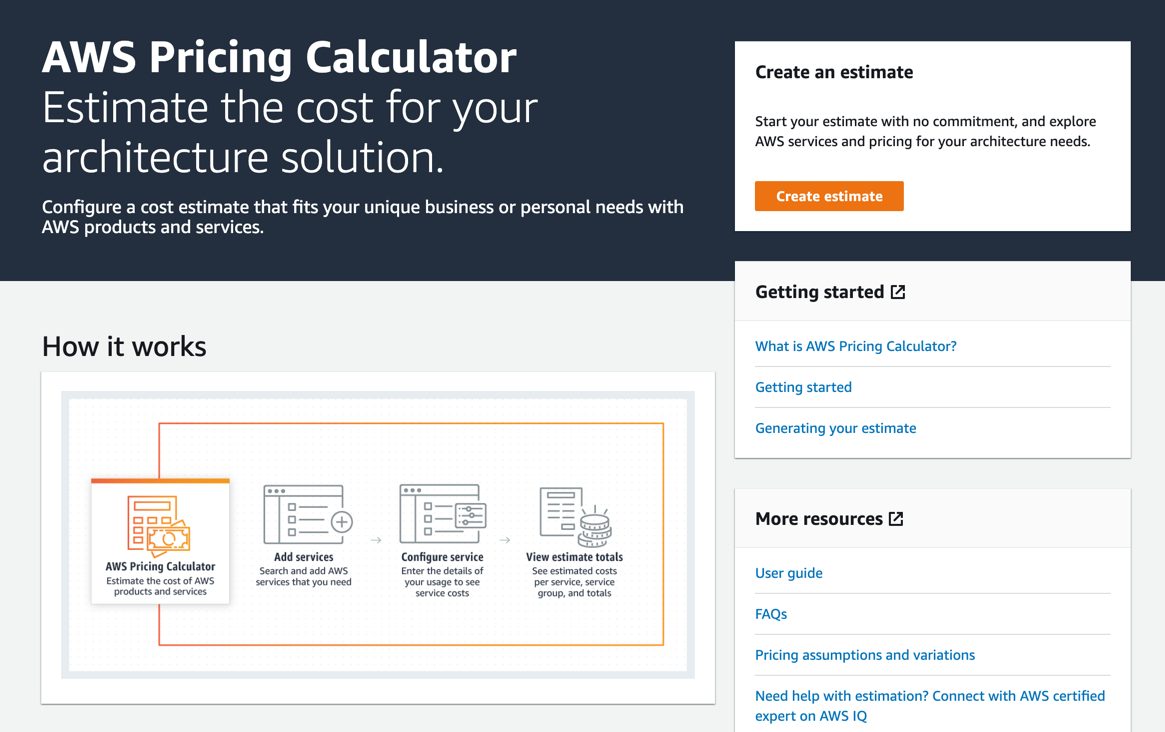 AWS Pricing Calculator
Estimate the cost for your
architecture solution.
Configure a cost estimate that fits your unique business or personal needs with
AWS products and services.
Create an estimate
Start your estimate with no commitment, and explore
AWS services and pricing for your architecture needs.
Create estimate
How it works
AWS Pricing Calculator
Estimate the cost of AWS
products and services
Add services
Search and add AWS
services that you need
Configure service
Enter the details of
your usage to see
service costs
View estimate totals
See estimated costs
per service, service
group, and totals
Getting started
What is AWS Pricing Calculator?
Getting started
Generating your estimate
More resources
User guide
FAQs
Pricing assumptions and variations
Need help with estimation? Connect with AWS certified
expert on AWS IQ